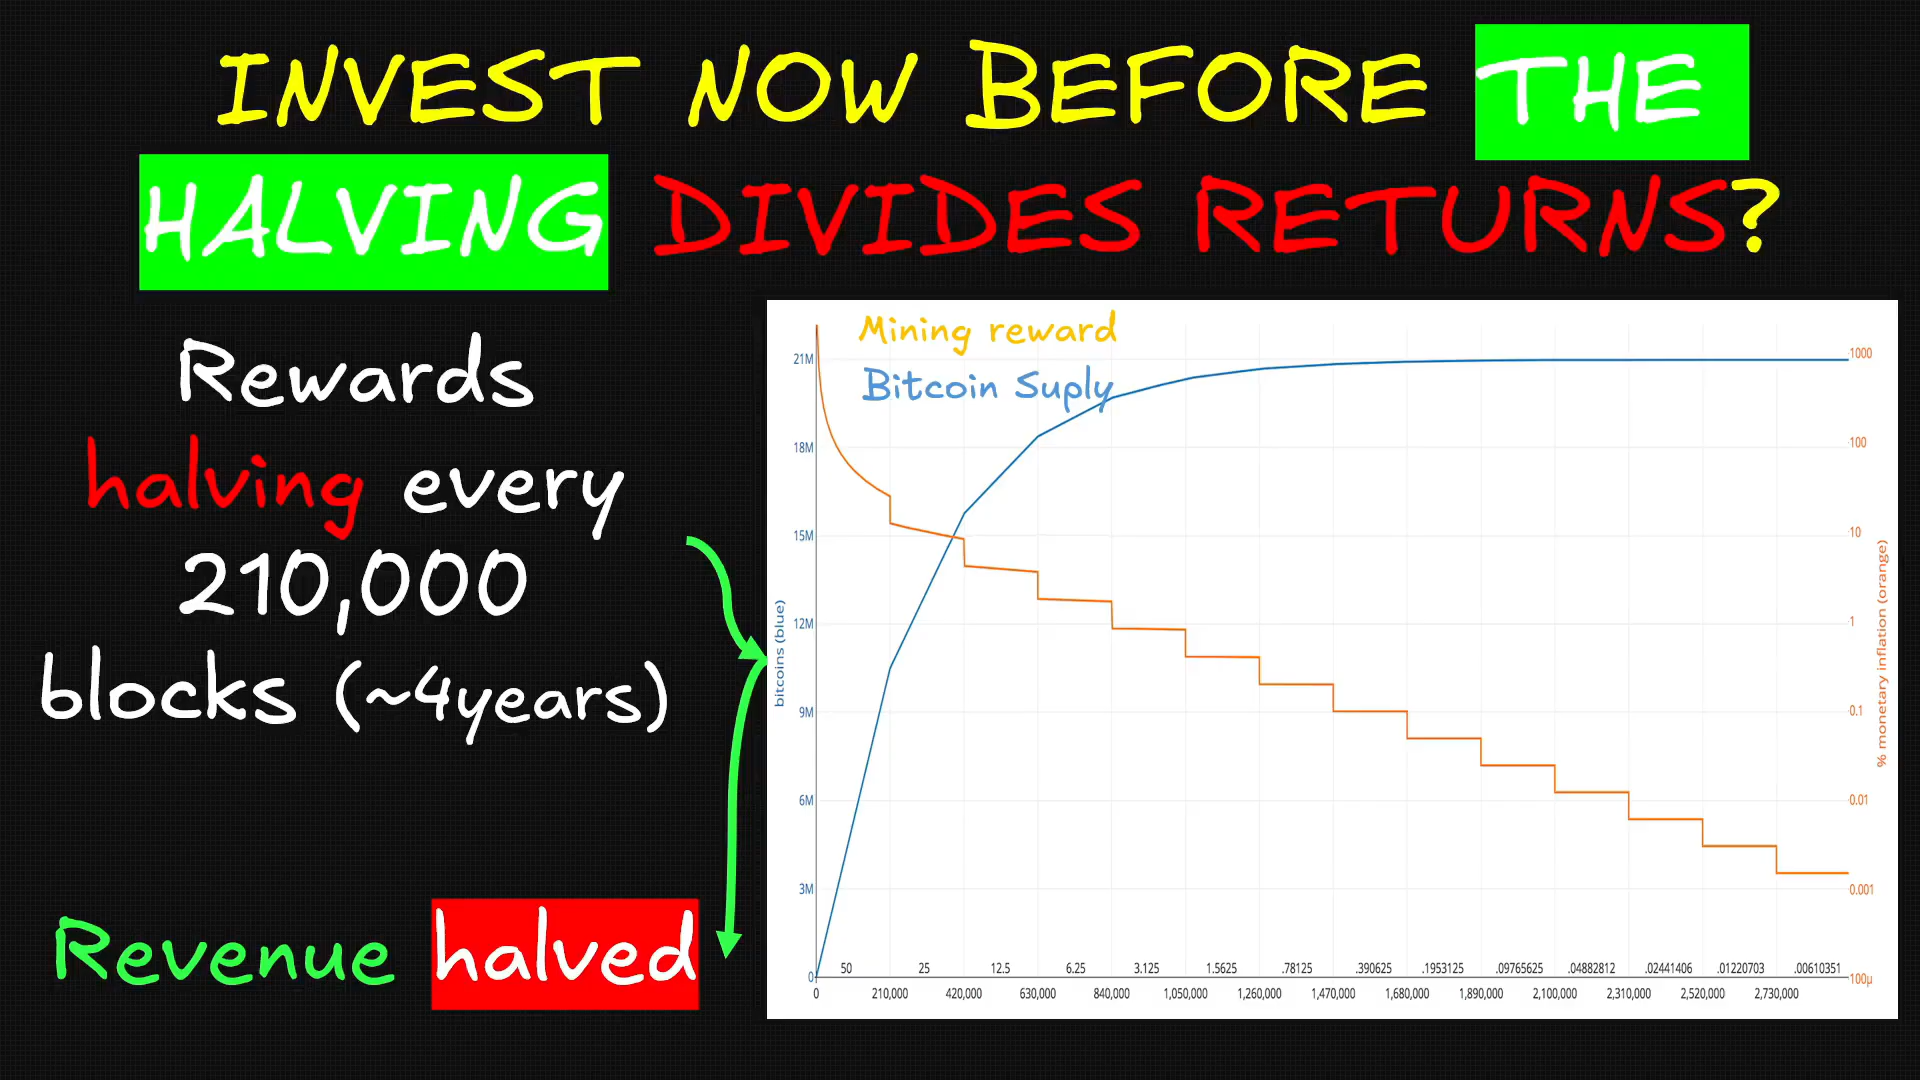 INVEST NOW BEFORE THE
HALVING DIVIDES RETURNS?
Rewards
halving every
210,000
blocks (~4years)
Revenue halved
Mining reward
Bitcoin Suply
21M
18M
15M
12M
9M
6M
3M
0
bitcoins (blue)
1000
100
10
1
0.1
0.01
0.001
100µ
% monetary inflation (orange)
50 25 12.5 6.25 3.125 1.5625 .78125 .390625 .1953125 .09765625 .04882812 .02441406 .01220703 .00610351
0 210,000 420,000 630,000 840,000 1,050,000 1,260,000 1,470,000 1,680,000 1,890,000 2,100,000 2,310,000 2,520,000 2,730,000